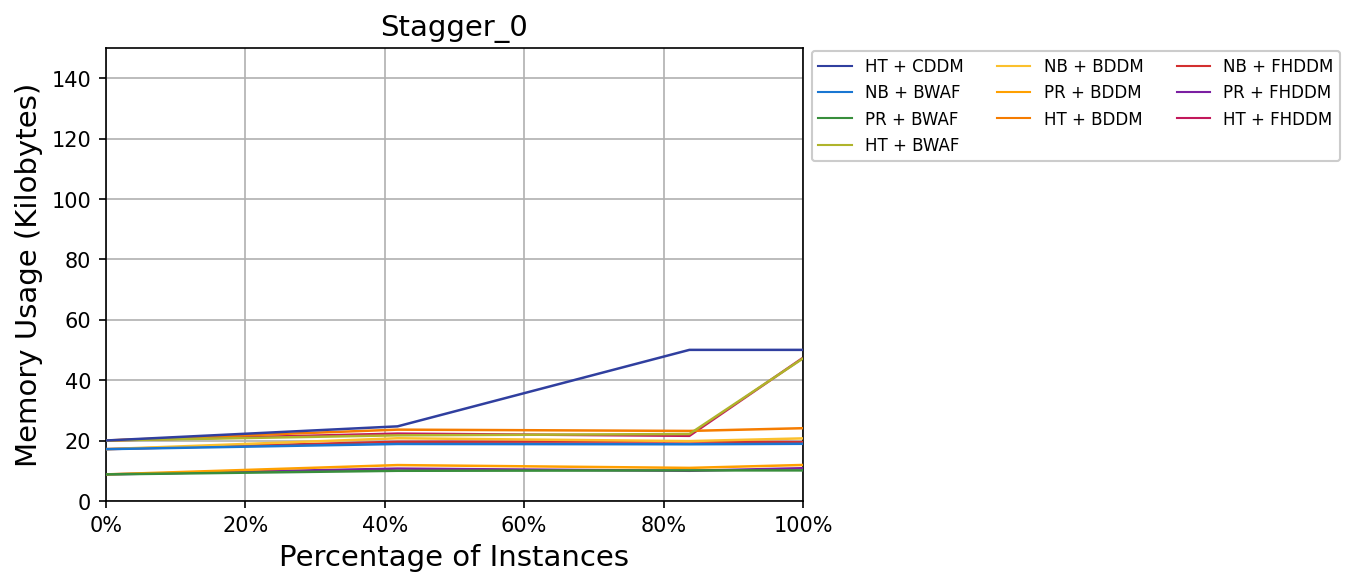 Stagger_0
Memory Usage (Kilobytes)
140
120
100
80
60
40
20
0
0% 20% 40% 60% 80% 100%
Percentage of Instances
HT + CDDM NB + BDDM NB + FHDDM
NB + BWAF PR + BDDM PR + FHDDM
PR + BWAF HT + BDDM HT + FHDDM
HT + BWAF